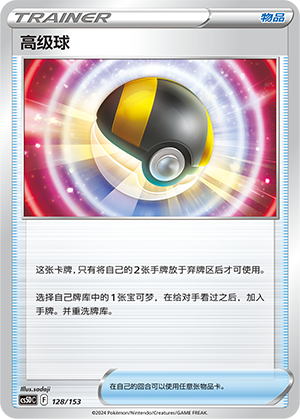 TRAINER 物品
高级球
这张卡牌,只有将自己的2张手牌放于弃牌区后才可使用。
选择自己牌库中的1张宝可梦,在给对手看过之后,加入
手牌。并重洗牌库。
Illus.sadaji
cs5D C F 128/153
在自己的回合可以使用任意张物品卡。
©2024 Pokémon/Nintendo/Creatures/GAME FREAK.